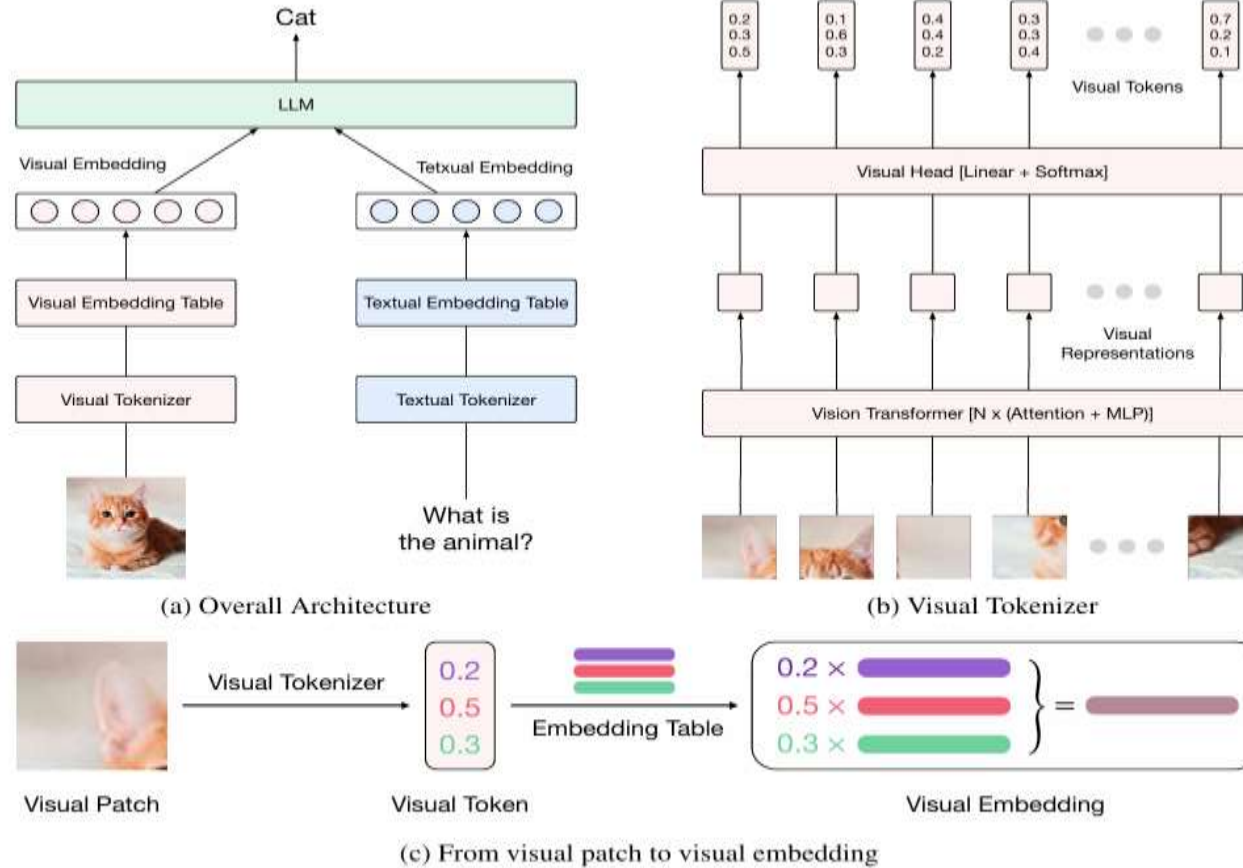 Cat
LLM
Visual Embedding
Tetxual Embedding
Visual Embedding Table
Textual Embedding Table
Visual Tokenizer
Textual Tokenizer
What is
the animal?
(a) Overall Architecture
0.2 0.1 0.4 0.3 0.7
0.3 0.6 0.4 0.3 0.2
0.5 0.3 0.2 0.4 0.1
Visual Tokens
Visual Head [Linear + Softmax]
Visual
Representations
Vision Transformer [N x (Attention + MLP)]
(b) Visual Tokenizer
Visual Tokenizer
0.2
0.5
0.3
Embedding Table
0.2 ×
0.5 × =
0.3 ×
Visual Patch
Visual Token
Visual Embedding
(c) From visual patch to visual embedding